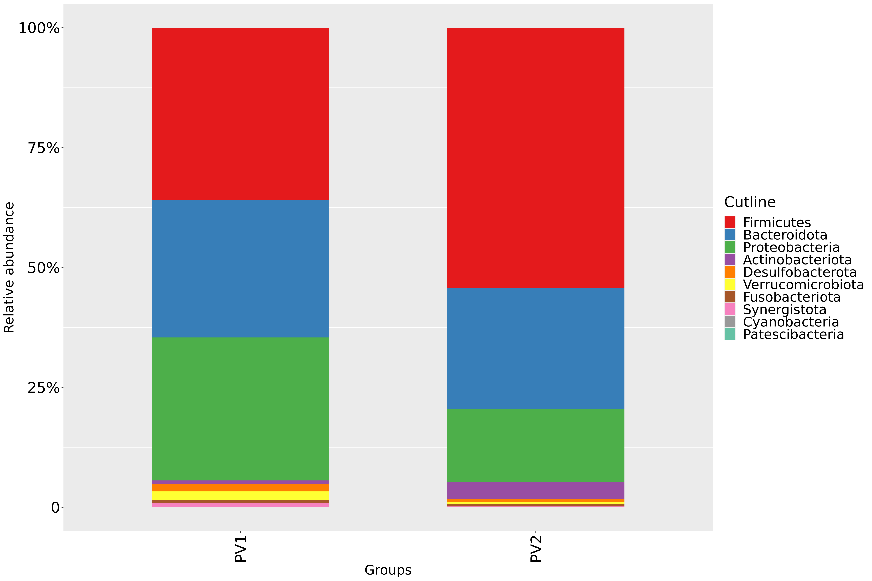 100%
75%
50%
25%
0
Relative abundance
PV1
PV2
Groups
Cutline
Firmicutes
Bacteroidota
Proteobacteria
Actinobacteriota
Desulfobacterota
Verrucomicrobiota
Fusobacteriota
Synergistota
Cyanobacteria
Patescibacteria